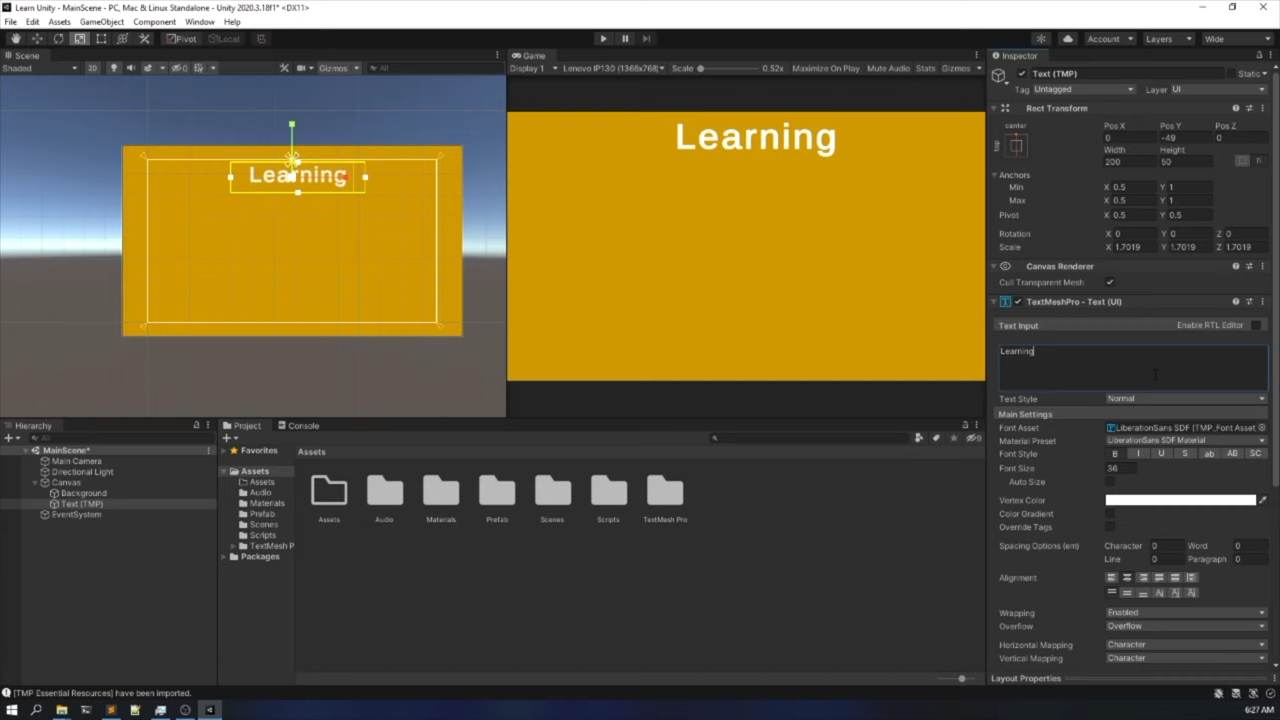 Learn Unity - MainScene - PC, Mac & Linux Standalone - Unity 2020.3.18f1* <DX11>
File Edit Assets GameObject Component Window Help
Pivot Local Account Layers Wide
Scene
Shaded 2D Gizmos All
Game
Display 1 Lenovo IP130 (1366x768) Scale 0.52x Maximize On Play Mute Audio Stats Gizmos
Learning
Learning
Inspector
Text (TMP) Static
Tag Untagged Layer UI
Rect Transform
center Pos X Pos Y Pos Z
top 0 -49 0
Width Height
200 50 R
Anchors
Min X 0.5 Y 1
Max X 0.5 Y 1
Pivot X 0.5 Y 0.5
Rotation X 0 Y 0 Z 0
Scale X 1.7019 Y 1.7019 Z 1.7019
Canvas Renderer
Cull Transparent Mesh
TextMeshPro - Text (UI)
Text Input Enable RTL Editor
Learning
Text Style Normal
Main Settings
Font Asset LiberationSans SDF (TMP_Font Asset
Material Preset LiberationSans SDF Material
Font Style B I U S ab AB SC
Font Size 36
Auto Size
Vertex Color
Color Gradient
Override Tags
Spacing Options (em) Character 0 Word 0
Line 0 Paragraph 0
Alignment
Wrapping Enabled
Overflow Overflow
Horizontal Mapping Character
Vertical Mapping Character
Layout Properties
Hierarchy
All
MainScene*
Main Camera
Directional Light
Canvas
Background
Text (TMP)
EventSystem
Project Console
Favorites
Assets
Assets
Audio
Materials
Prefab
Scenes
Scripts
TextMesh P
Packages
Assets
Assets Audio Materials Prefab Scenes Scripts TextMesh Pro
[TMP Essential Resources] have been imported.
6:27 AM